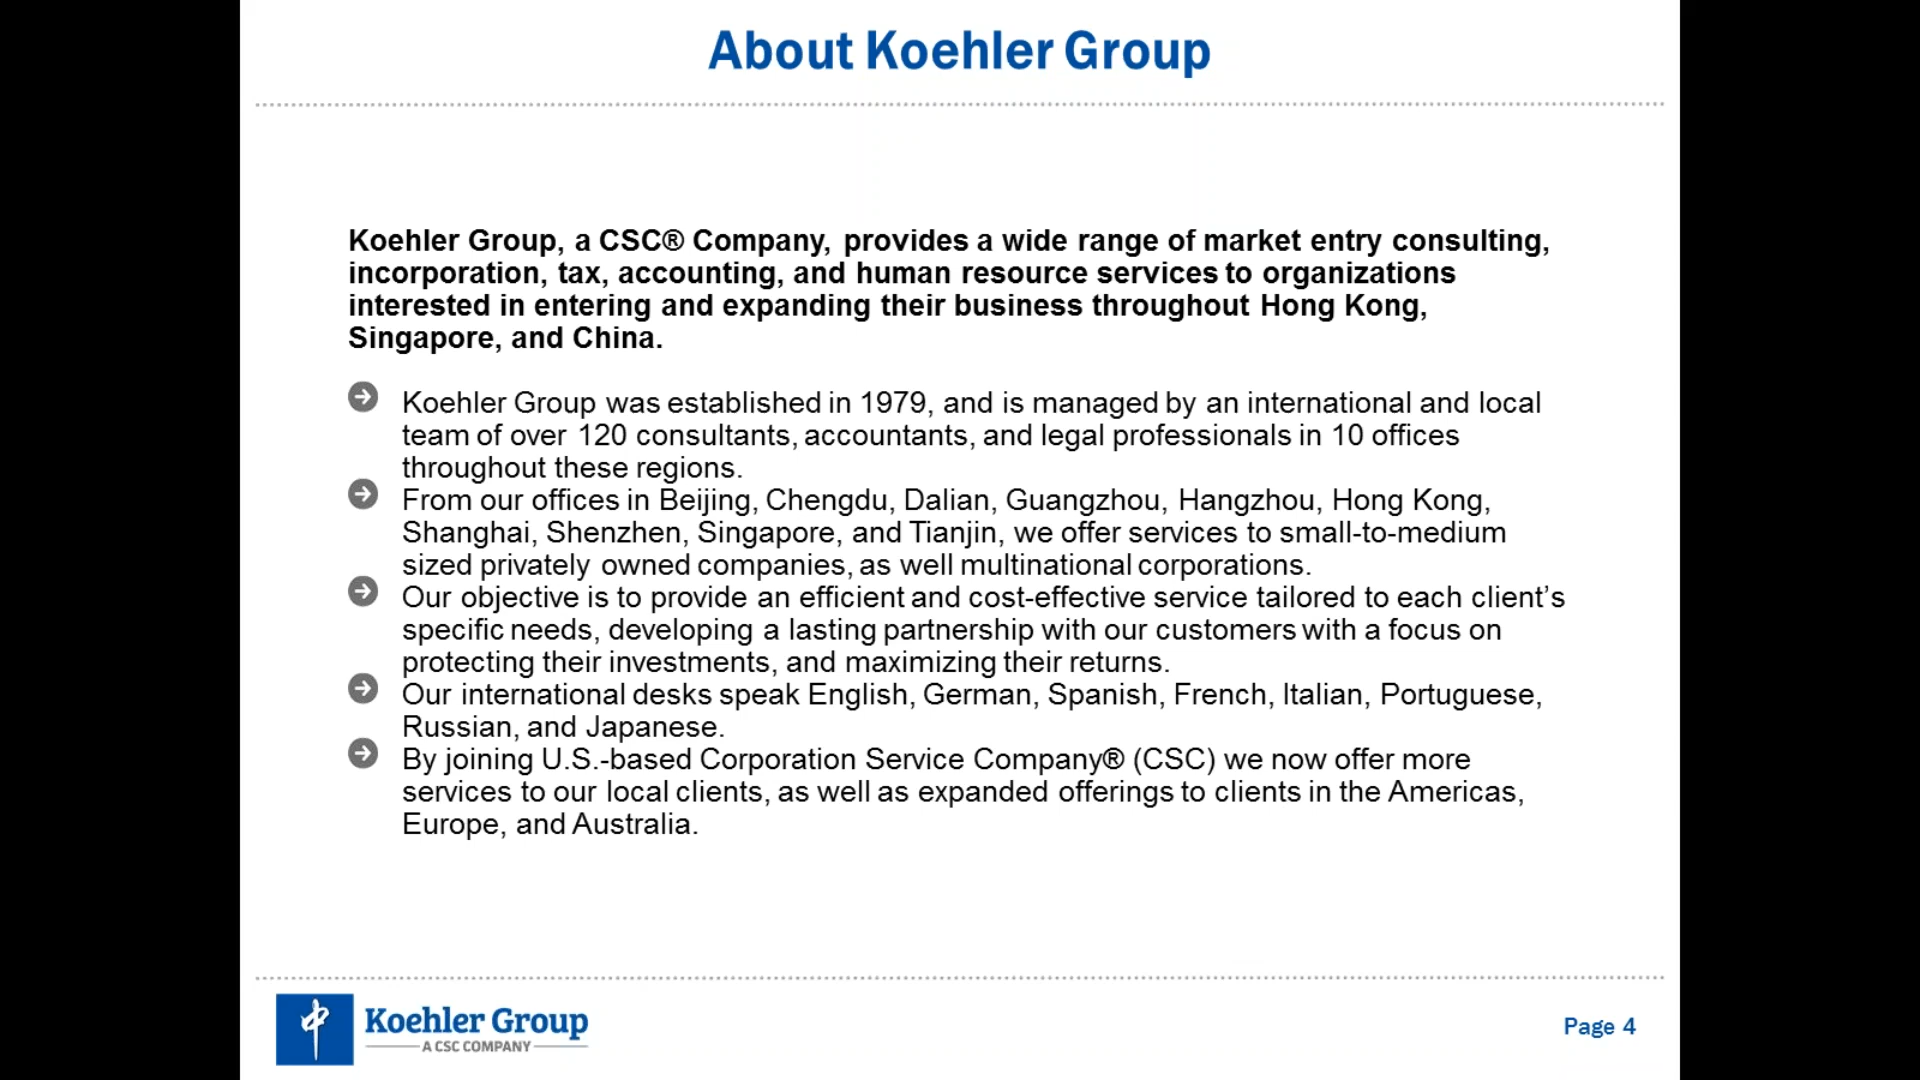 About Koehler Group
Koehler Group, a CSC® Company, provides a wide range of market entry consulting,
incorporation, tax, accounting, and human resource services to organizations
interested in entering and expanding their business throughout Hong Kong,
Singapore, and China.
Koehler Group was established in 1979, and is managed by an international and local
team of over 120 consultants, accountants, and legal professionals in 10 offices
throughout these regions.
From our offices in Beijing, Chengdu, Dalian, Guangzhou, Hangzhou, Hong Kong,
Shanghai, Shenzhen, Singapore, and Tianjin, we offer services to small-to-medium
sized privately owned companies, as well multinational corporations.
Our objective is to provide an efficient and cost-effective service tailored to each client’s
specific needs, developing a lasting partnership with our customers with a focus on
protecting their investments, and maximizing their returns.
Our international desks speak English, German, Spanish, French, Italian, Portuguese,
Russian, and Japanese.
By joining U.S.-based Corporation Service Company® (CSC) we now offer more
services to our local clients, as well as expanded offerings to clients in the Americas,
Europe, and Australia.
Koehler Group
A CSC COMPANY
Page 4